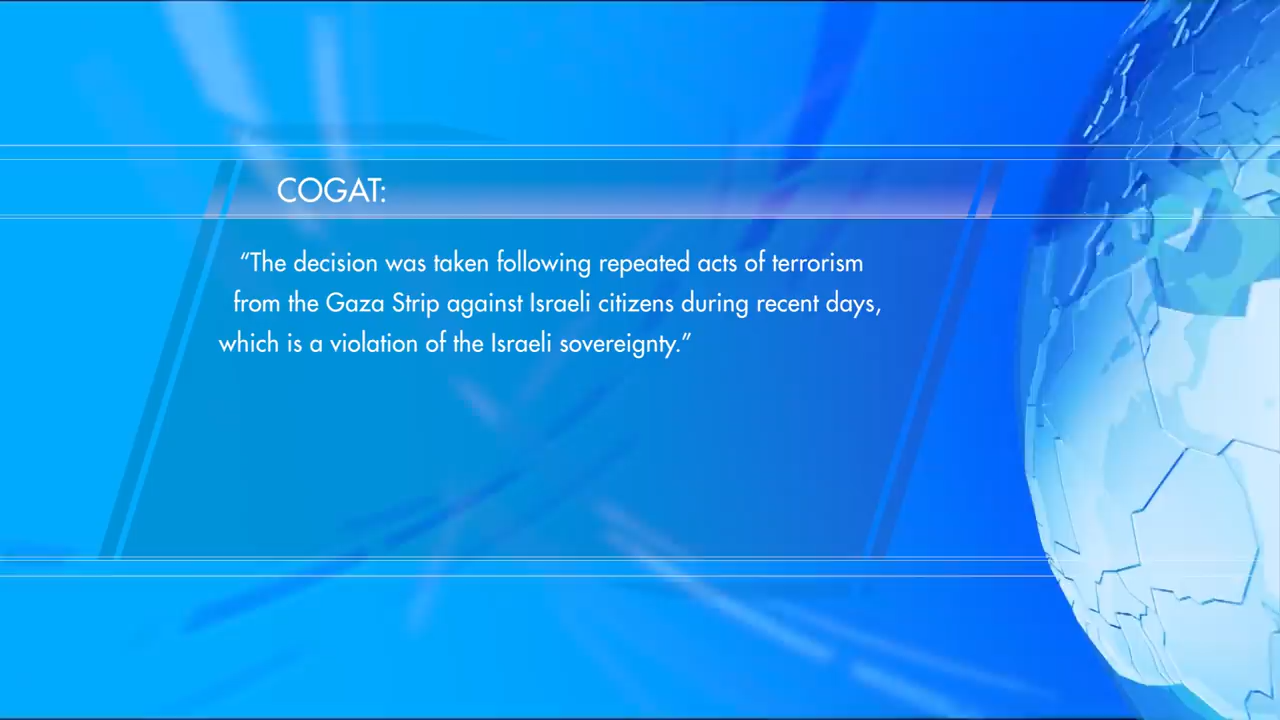 COGAT:
“The decision was taken following repeated acts of terrorism
from the Gaza Strip against Israeli citizens during recent days,
which is a violation of the Israeli sovereignty.”